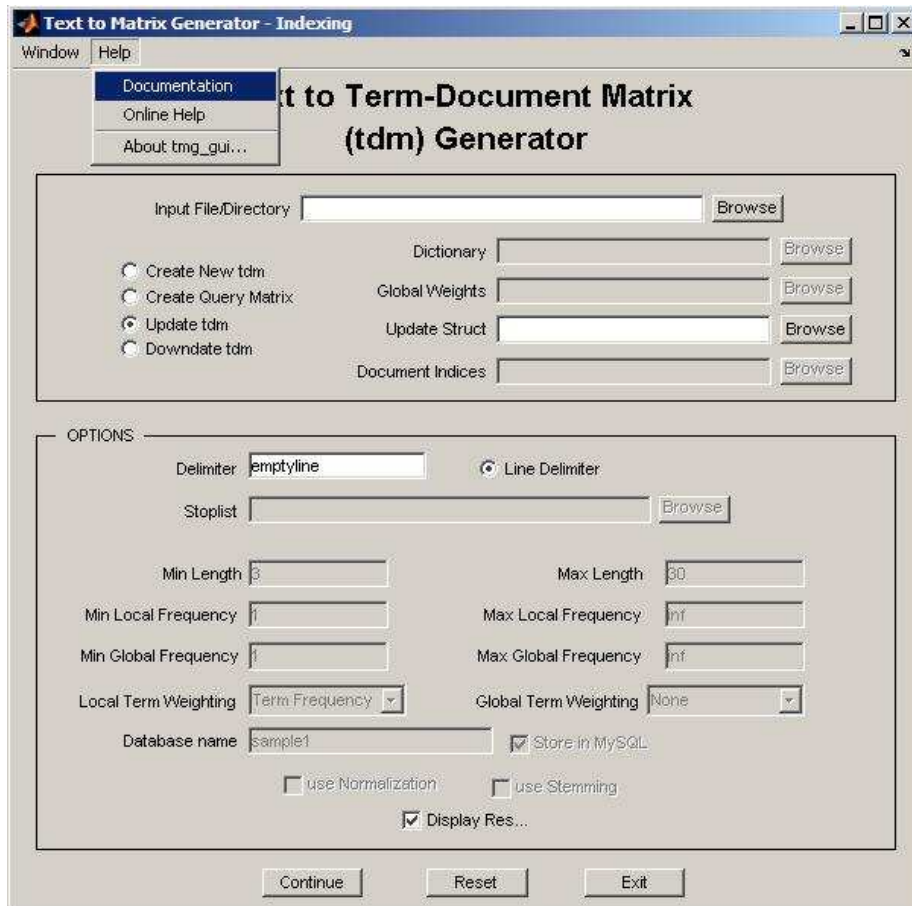 Text to Matrix Generator - Indexing
Window Help
Documentation
Online Help
About tmg_gui...
t to Term-Document Matrix
(tdm) Generator
Input File/Directory Browse
Dictionary Browse
Create New tdm
Global Weights Browse
Create Query Matrix
Update tdm
Update Struct Browse
Downdate tdm
Document Indices Browse
OPTIONS
Delimiter emptyline Line Delimiter
Stoplist Browse
Min Length 3 Max Length 30
Min Local Frequency 1 Max Local Frequency inf
Min Global Frequency 1 Max Global Frequency inf
Local Term Weighting Term Frequency Global Term Weighting None
Database name sample1 Store in MySQL
use Normalization use Stemming
Display Res...
Continue Reset Exit